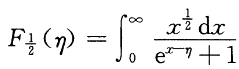 $F_{\frac{1}{2}}(\eta) = \int_0^\infty \frac{x^{\frac{1}{2}} \mathrm{d}x}{\mathrm{e}^{x-\eta} + 1}$